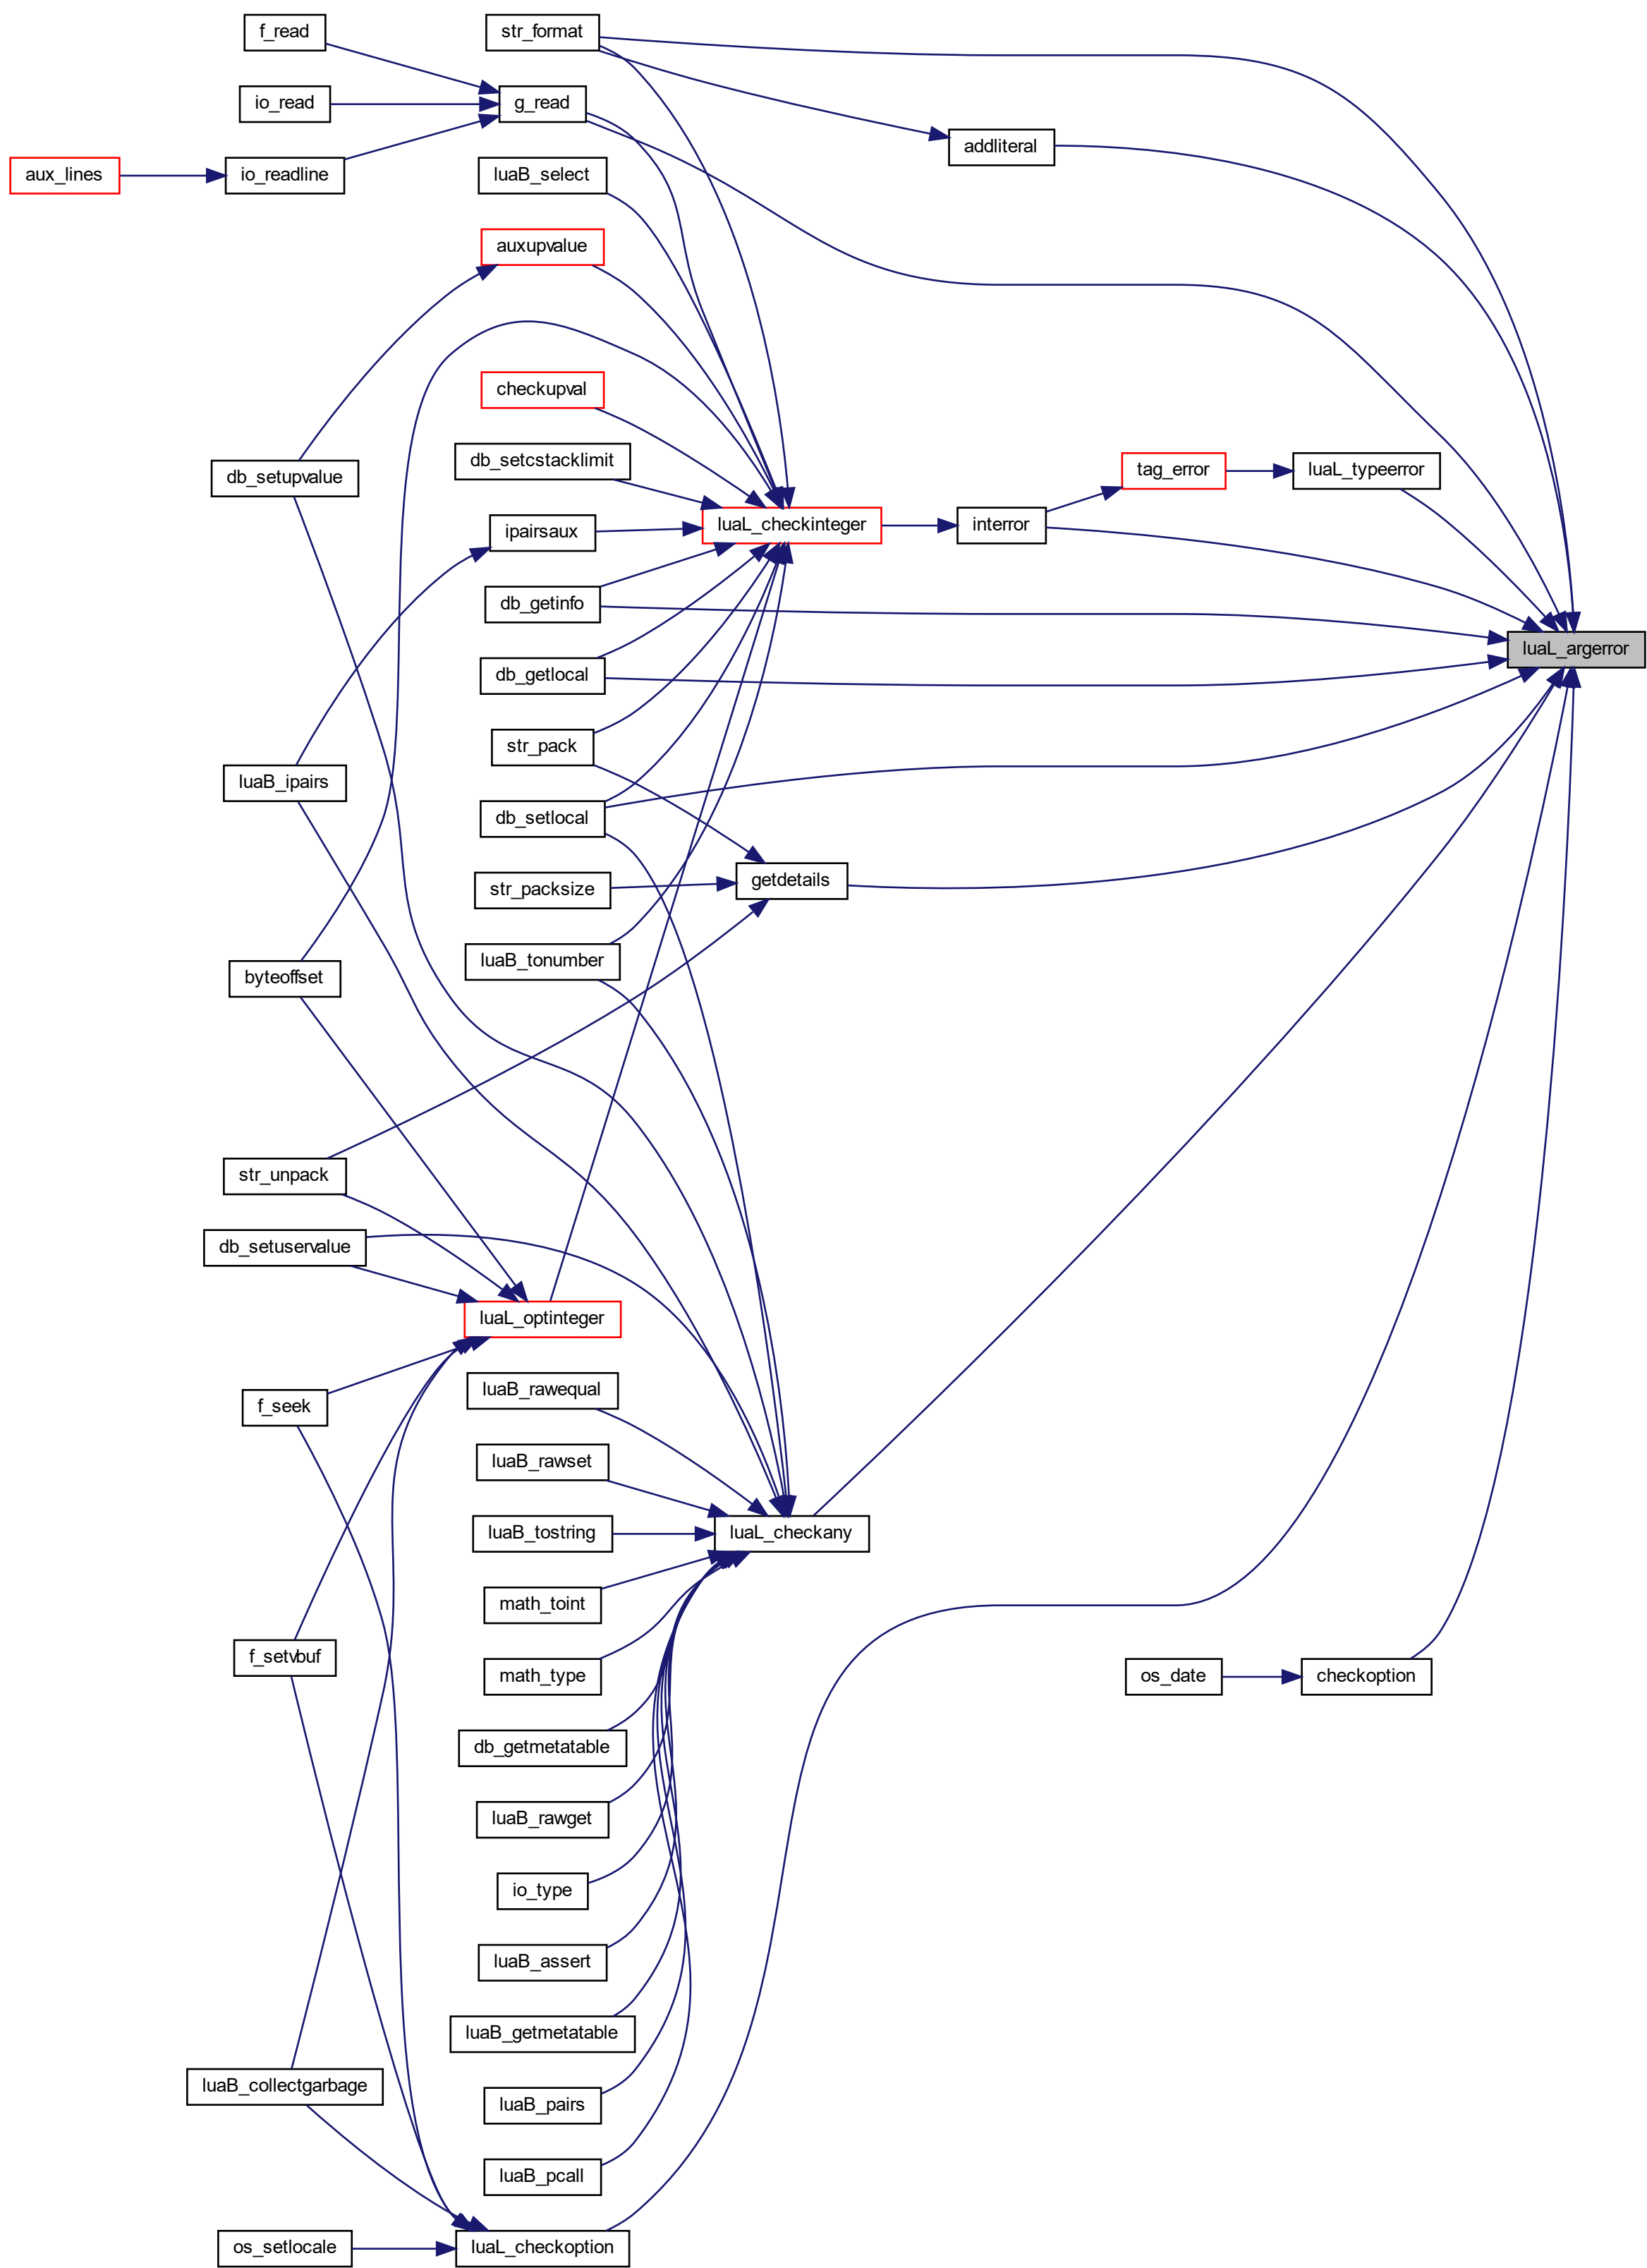 f_read
str_format
io_read
g_read
addliteral
aux_lines
io_readline
luaB_select
auxupvalue
checkupval
db_setupvalue
db_setcstacklimit
tag_error
luaL_typeerror
luaL_checkinteger
interror
ipairsaux
db_getinfo
luaL_argerror
db_getlocal
str_pack
luaB_ipairs
db_setlocal
str_packsize
getdetails
luaB_tonumber
byteoffset
str_unpack
db_setuservalue
luaL_optinteger
f_seek
luaB_rawequal
luaB_rawset
luaB_tostring
luaL_checkany
math_toint
f_setvbuf
math_type
os_date
checkoption
db_getmetatable
luaB_rawget
io_type
luaB_assert
luaB_getmetatable
luaB_collectgarbage
luaB_pairs
luaB_pcall
os_setlocale
luaL_checkoption